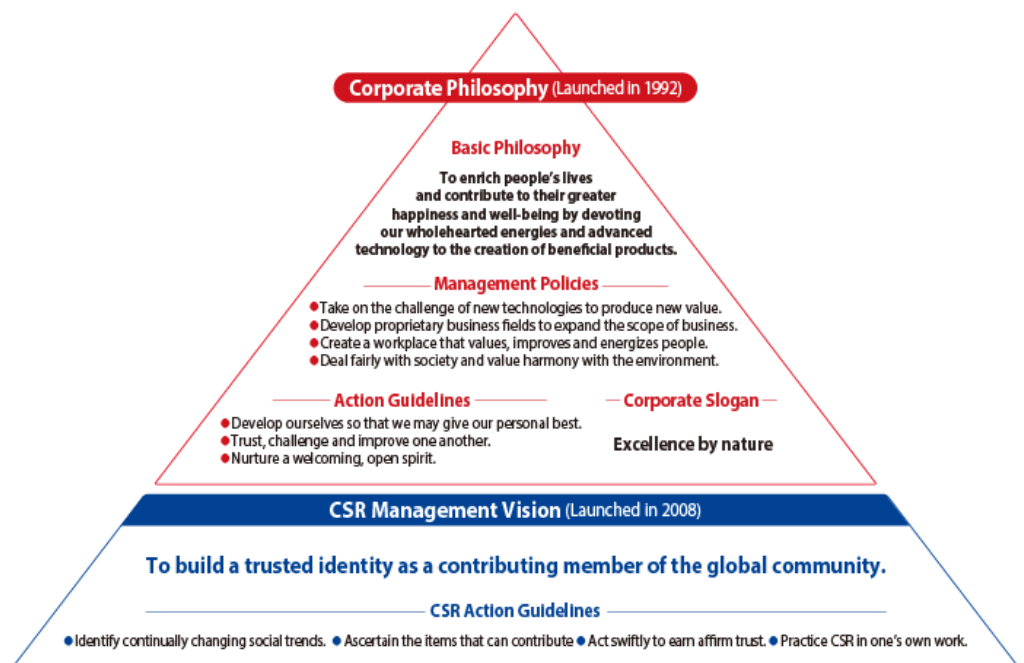 Corporate Philosophy (Launched in 1992)
Basic Philosophy
To enrich people's lives
and contribute to their greater
happiness and well-being by devoting
our wholehearted energies and advanced
technology to the creation of beneficial products.
Management Policies
●Take on the challenge of new technologies to produce new value.
●Develop proprietary business fields to expand the scope of business.
●Create a workplace that values, improves and energizes people.
●Deal fairly with society and value harmony with the environment.
Action Guidelines
●Develop ourselves so that we may give our personal best.
●Trust, challenge and improve one another.
●Nurture a welcoming, open spirit.
Corporate Slogan
Excellence by nature
CSR Management Vision (Launched in 2008)
To build a trusted identity as a contributing member of the global community.
CSR Action Guidelines
●Identify continually changing social trends. ●Ascertain the items that can contribute ●Act swiftly to earn affirm trust. ●Practice CSR in one's own work.